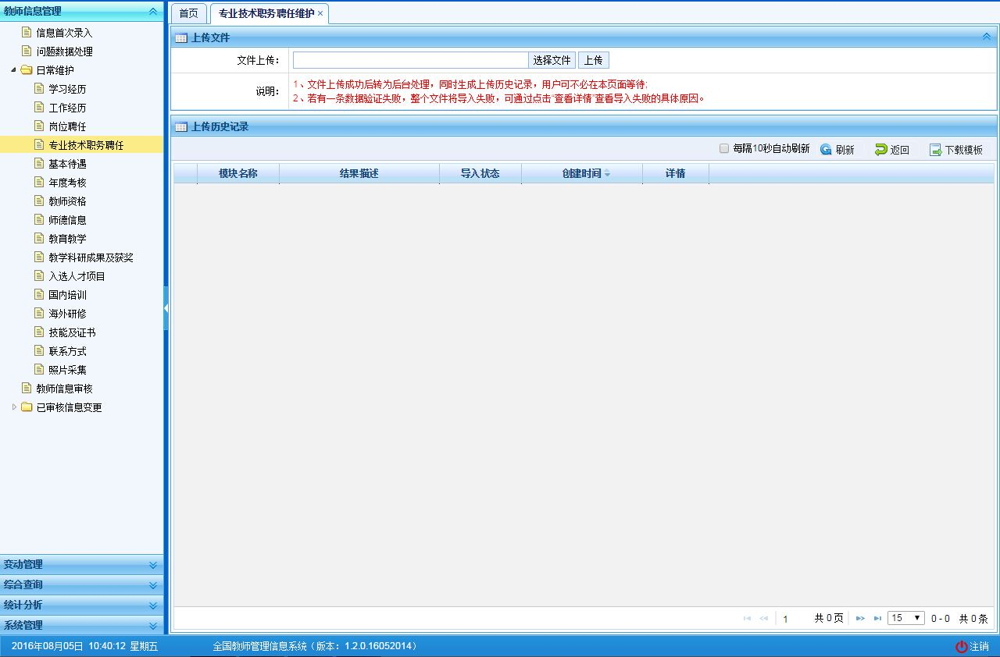 教师信息管理
信息首次录入
问题数据处理
日常维护
学习经历
工作经历
岗位聘任
专业技术职务聘任
基本待遇
年度考核
教师资格
师德信息
教育教学
教学科研成果及获奖
入选人才项目
国内培训
海外研修
技能及证书
联系方式
照片采集
教师信息审核
已审核信息变更
变动管理
综合查询
统计分析
系统管理
首页 专业技术职务聘任维护 ×
上传文件
文件上传： 选择文件 上传
说明：
1、文件上传成功后转为后台处理，同时生成上传历史记录，用户可不必在本页面等待;
2、若有一条数据验证失败，整个文件将导入失败，可通过点击“查看详情”查看导入失败的具体原因。
上传历史记录
每隔10秒自动刷新 刷新 返回 下载模板
模块名称 结果描述 导入状态 创建时间 详情
1 共 0 页 15 0 - 0 共 0 条
2016年08月05日 10:40:12 星期五 全国教师管理信息系统（版本：1.2.0.16052014） 注销